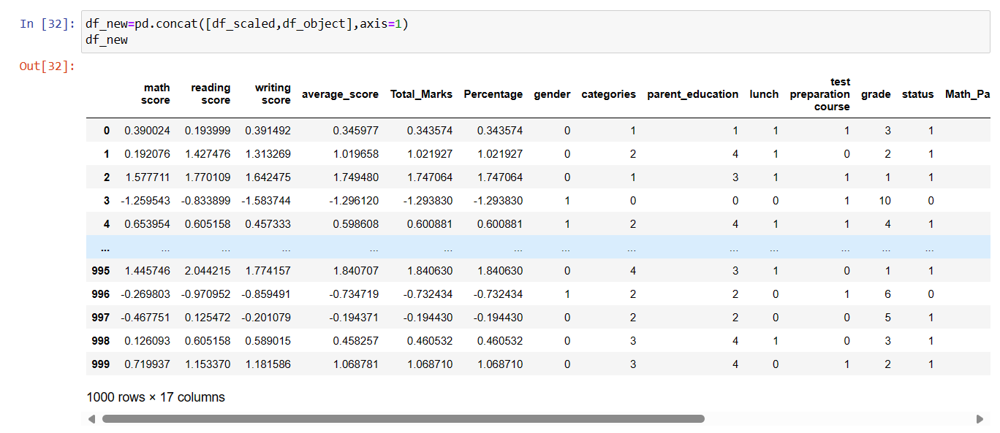 In [32]: df_new=pd.concat([df_scaled,df_object],axis=1)
df_new
Out[32]:
math score reading score writing score average_score Total_Marks Percentage gender categories parent_education lunch test preparation course grade status Math_Pa
0 0.390024 0.193999 0.391492 0.345977 0.343574 0.343574 0 1 1 1 1 3 1
1 0.192076 1.427476 1.313269 1.019658 1.021927 1.021927 0 2 4 1 0 2 1
2 1.577711 1.770109 1.642475 1.749480 1.747064 1.747064 0 1 3 1 1 1 1
3 -1.259543 -0.833899 -1.583744 -1.296120 -1.293830 -1.293830 1 0 0 0 1 10 0
4 0.653954 0.605158 0.457333 0.598608 0.600881 0.600881 1 2 4 1 1 4 1
... ... ... ... ... ... ... ... ... ... ... ... ... ...
995 1.445746 2.044215 1.774157 1.840707 1.840630 1.840630 0 4 3 1 0 1 1
996 -0.269803 -0.970952 -0.859491 -0.734719 -0.732434 -0.732434 1 2 2 0 1 6 0
997 -0.467751 0.125472 -0.201079 -0.194371 -0.194430 -0.194430 0 2 2 0 0 5 1
998 0.126093 0.605158 0.589015 0.458257 0.460532 0.460532 0 3 4 1 0 3 1
999 0.719937 1.153370 1.181586 1.068781 1.068710 1.068710 0 3 4 0 1 2 1
1000 rows × 17 columns